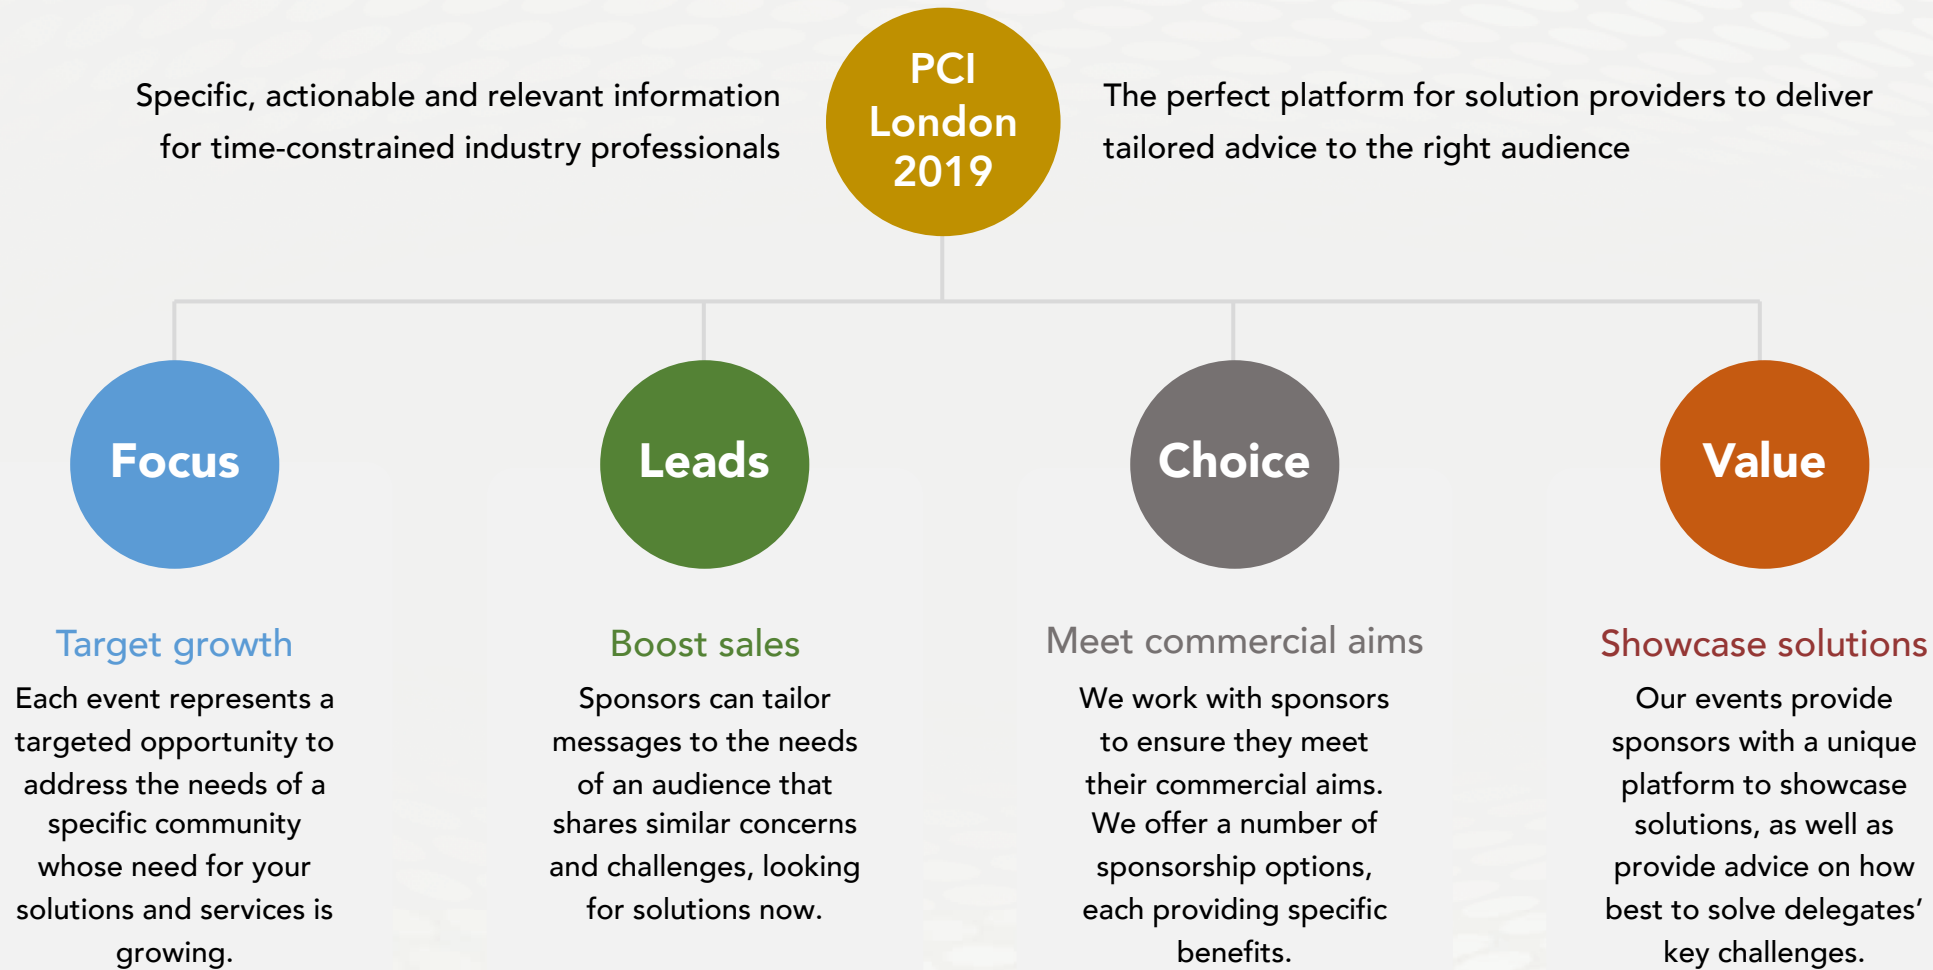 Specific, actionable and relevant information
for time-constrained industry professionals
PCI
London
2019
The perfect platform for solution providers to deliver
tailored advice to the right audience
Focus
Target growth
Each event represents a
targeted opportunity to
address the needs of a
specific community
whose need for your
solutions and services is
growing.
Leads
Boost sales
Sponsors can tailor
messages to the needs
of an audience that
shares similar concerns
and challenges, looking
for solutions now.
Choice
Meet commercial aims
We work with sponsors
to ensure they meet
their commercial aims.
We offer a number of
sponsorship options,
each providing specific
benefits.
Value
Showcase solutions
Our events provide
sponsors with a unique
platform to showcase
solutions, as well as
provide advice on how
best to solve delegates’
key challenges.